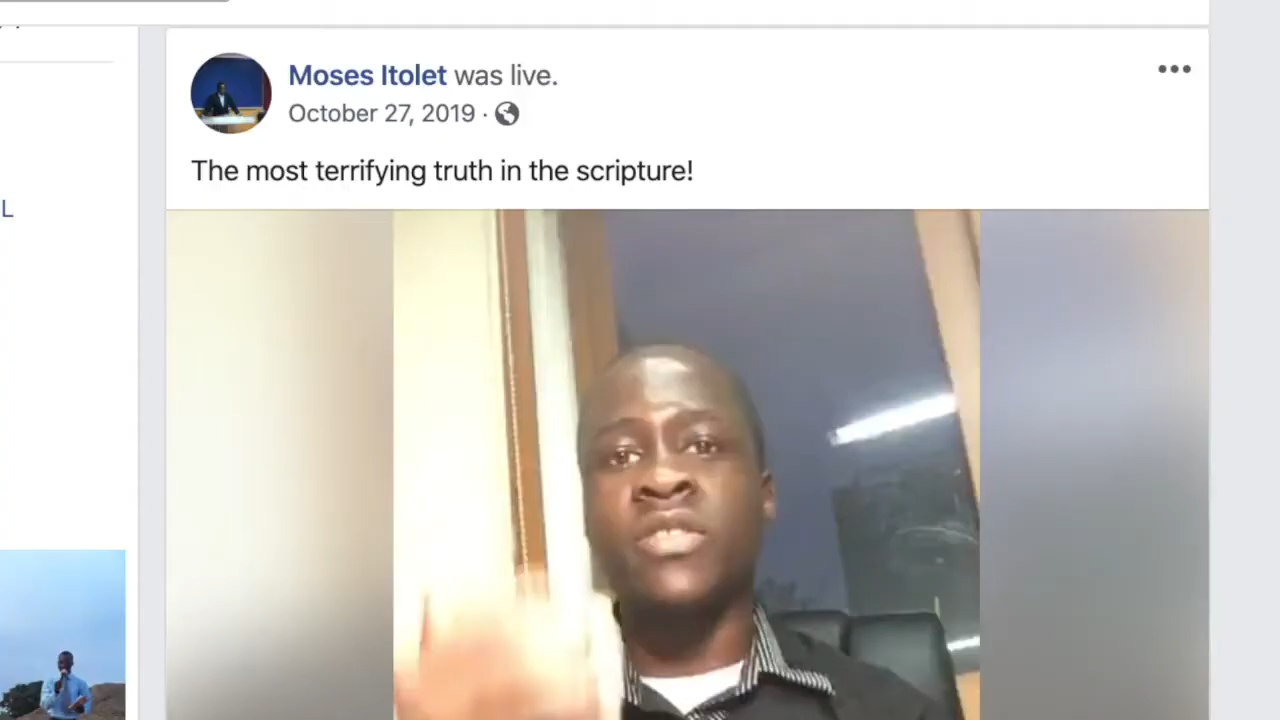 L
Moses Itolet was live.
October 27, 2019 ·
The most terrifying truth in the scripture!